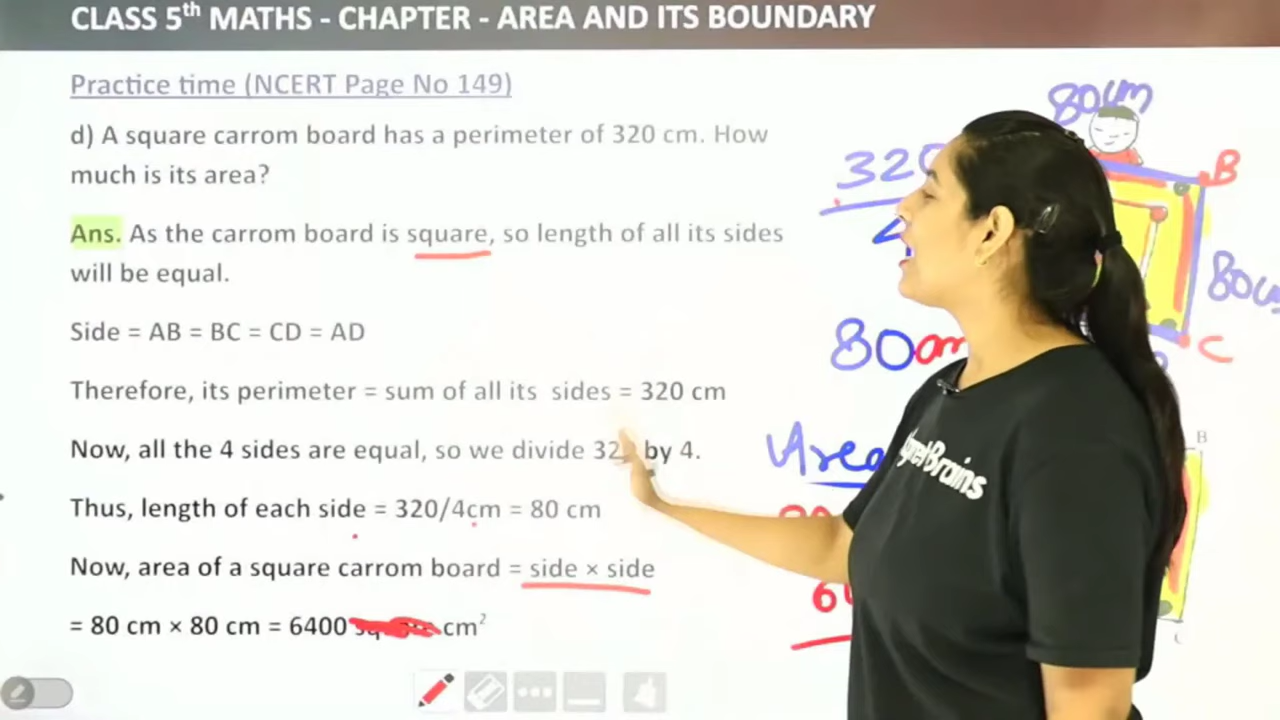 CLASS 5th MATHS - CHAPTER - AREA AND ITS BOUNDARY
Practice time (NCERT Page No 149)
d) A square carrom board has a perimeter of 320 cm. How
much is its area?
Ans. As the carrom board is square, so length of all its sides
will be equal.
Side = AB = BC = CD = AD
Therefore, its perimeter = sum of all its sides = 320 cm
Now, all the 4 sides are equal, so we divide by 4.
Thus, length of each side = 320/4cm = 80 cm
Now, area of a square carrom board = side × side
= 80 cm × 80 cm = 6400 cm²
80cm
320
4
B
80cm
80cm
C
Area
B
C